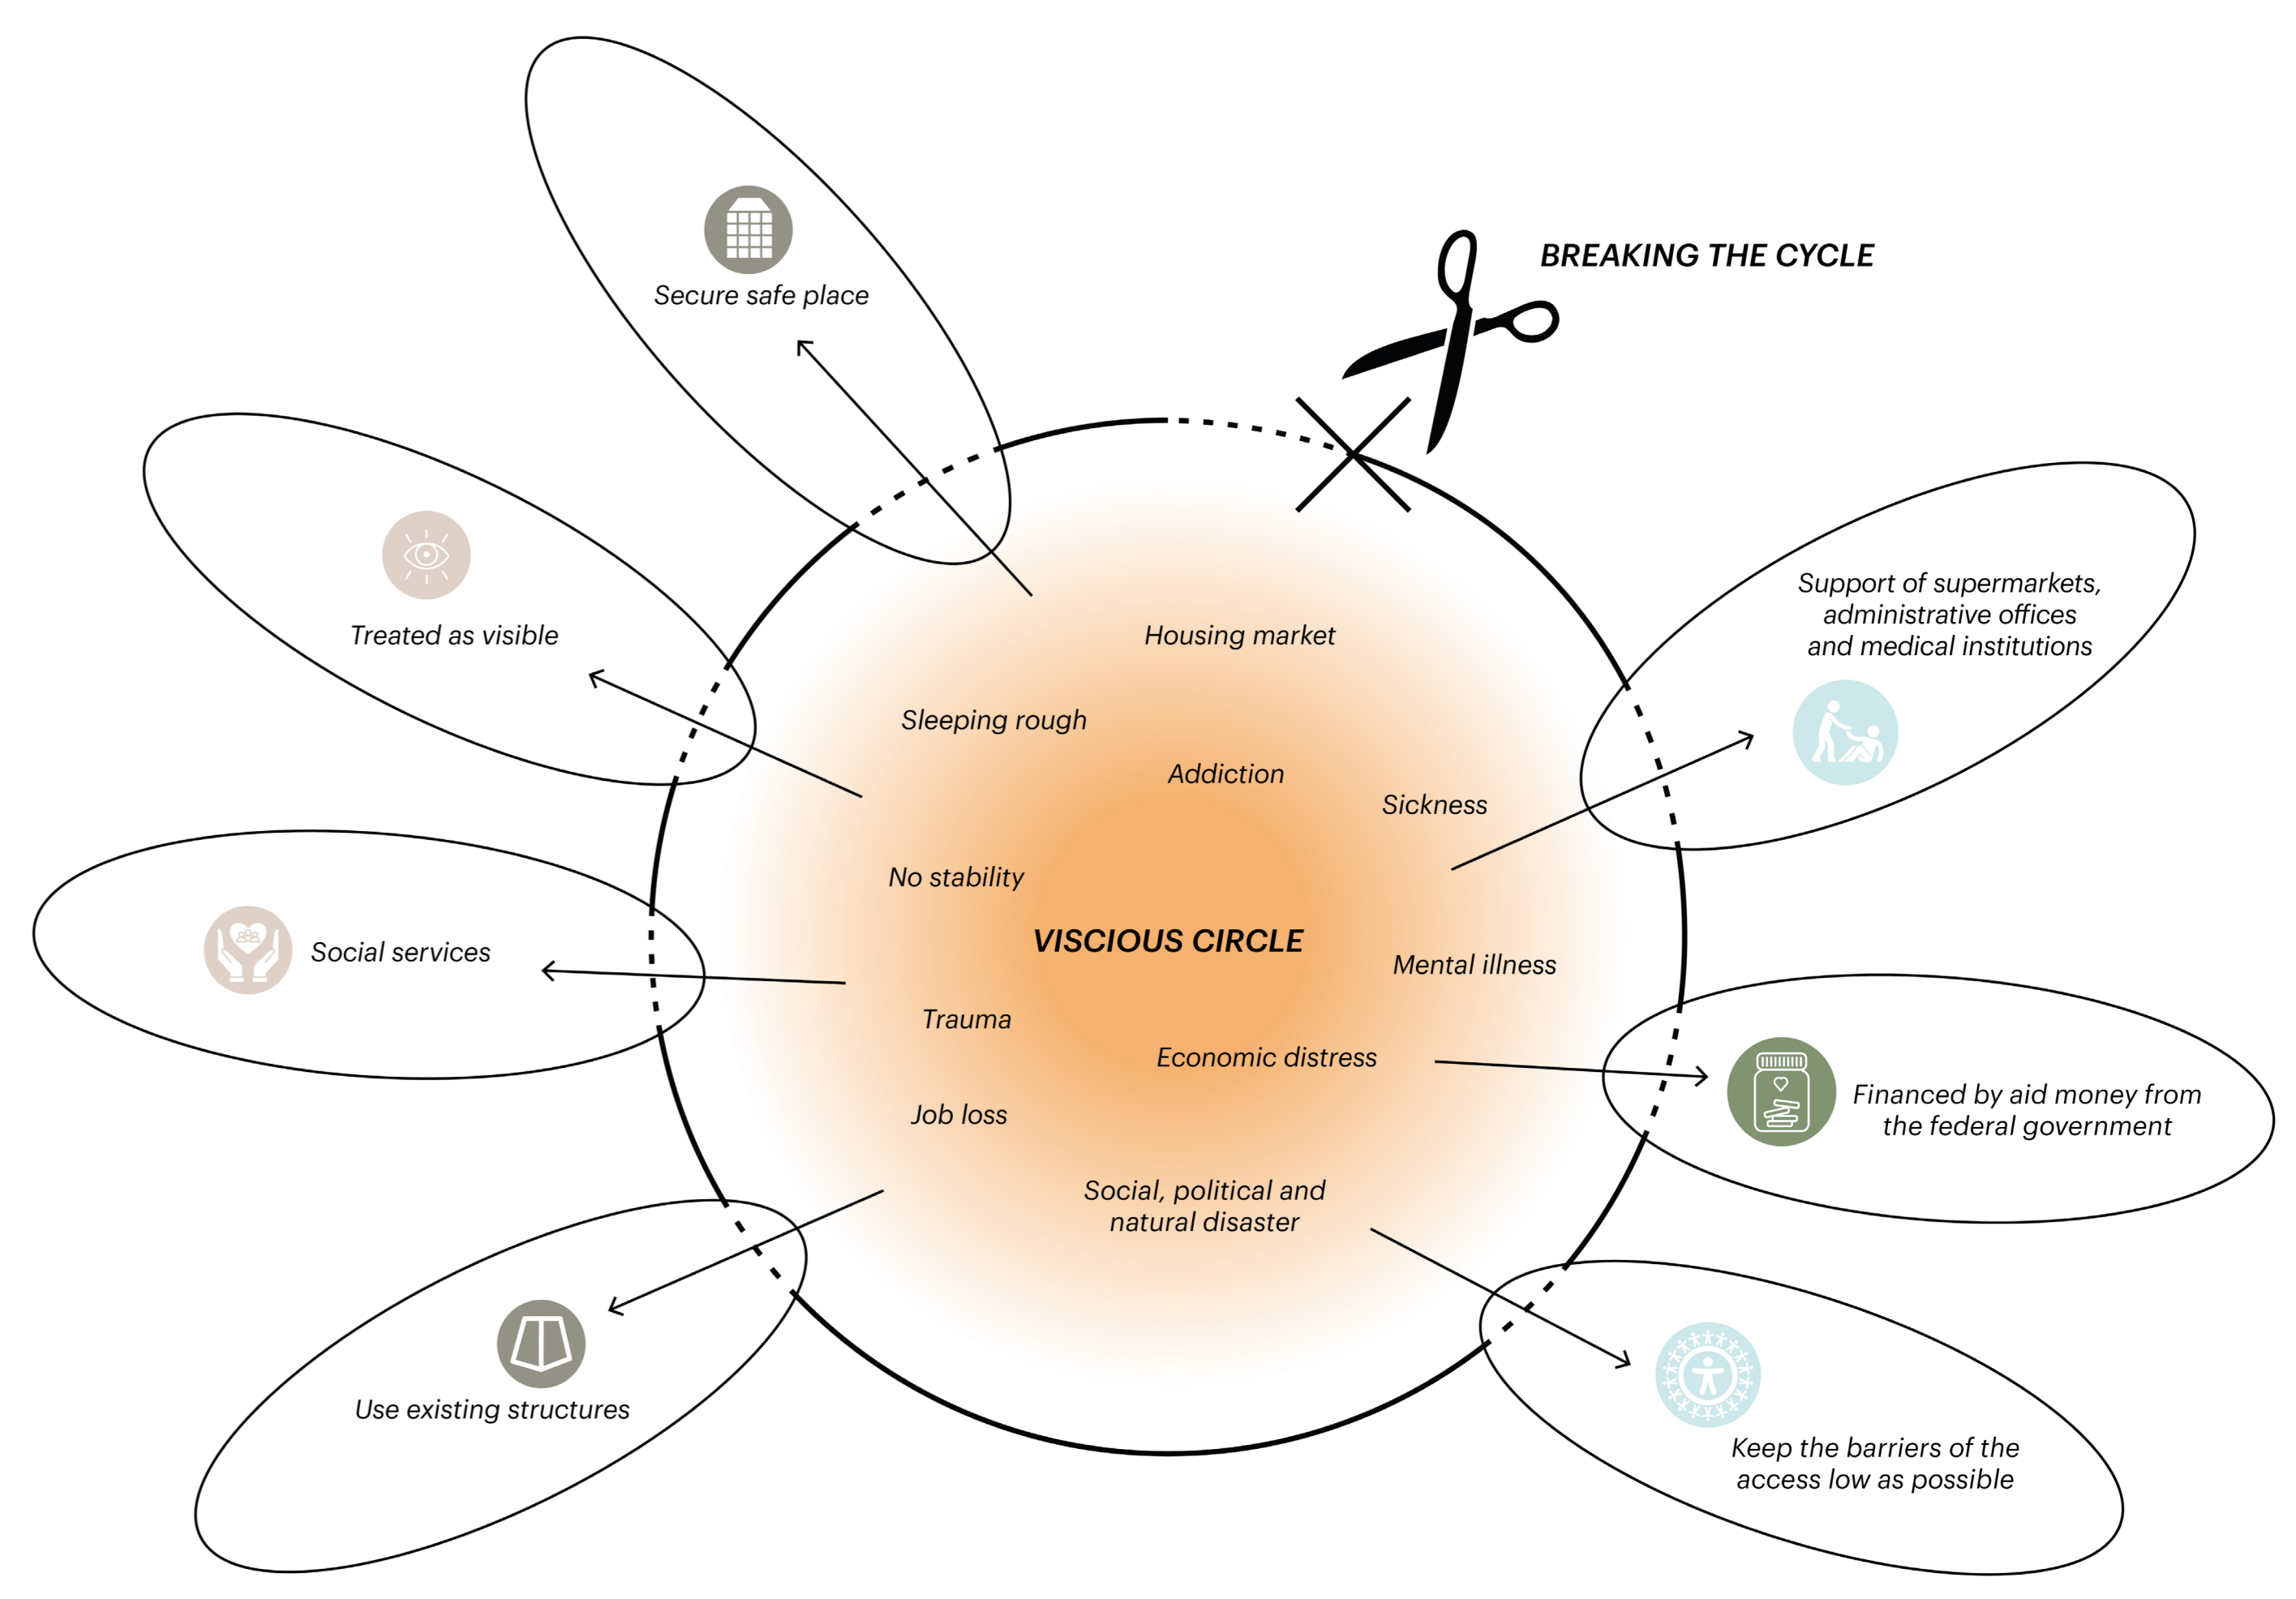 BREAKING THE CYCLE
Secure safe place
Treated as visible
Support of supermarkets,
administrative offices
and medical institutions
Housing market
Sleeping rough
Addiction
Sickness
No stability
VISCIOUS CIRCLE
Social services
Mental illness
Trauma
Economic distress
Financed by aid money from
the federal government
Job loss
Social, political and
natural disaster
Use existing structures
Keep the barriers of the
access low as possible